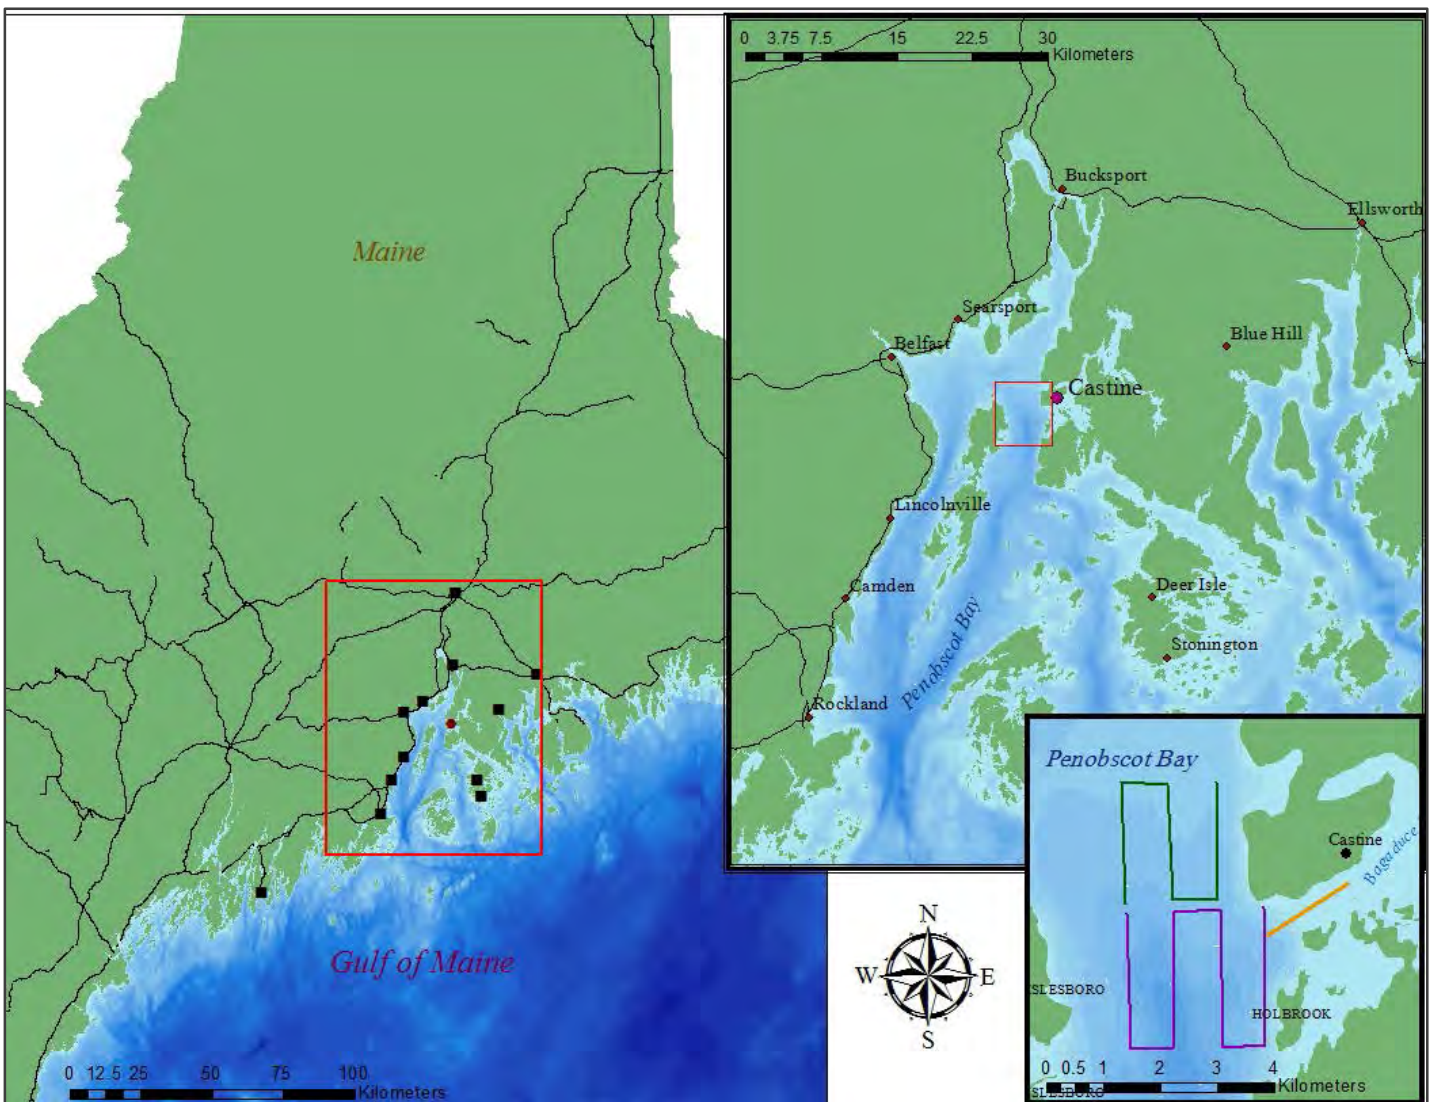 Maine
Gulf of Maine
0 12.5 25 50 75 100
Kilometers
0 3.75 7.5 15 22.5 30
Kilometers
Bucksport
Ellsworth
Searsport
Blue Hill
Belfast
Castine
Lincolnville
Camden
Deer Isle
Penobscot Bay
Stonington
Rockland
N
W E
S
Penobscot Bay
Castine
Bagaduce
SLESBORO
HOLBROOK
0 0.5 1 2 3 4
Kilometers
SLESBORO